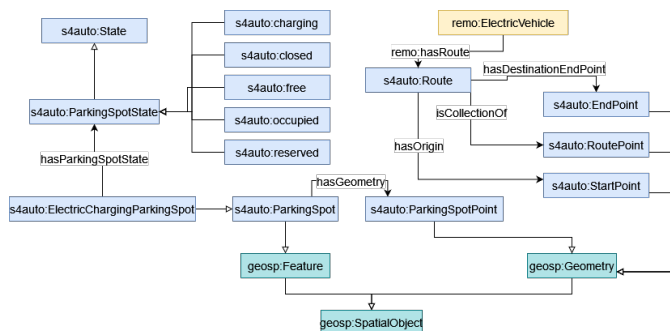 s4auto:State
s4auto:charging
s4auto:closed
s4auto:free
s4auto:occupied
s4auto:reserved
s4auto:ParkingSpotState
hasParkingSpotState
remo:ElectricVehicle
remo:hasRoute
s4auto:Route
hasDestinationEndPoint
s4auto:EndPoint
isCollectionOf
s4auto:RoutePoint
hasOrigin
s4auto:StartPoint
s4auto:ElectricChargingParkingSpot
s4auto:ParkingSpot
hasGeometry
s4auto:ParkingSpotPoint
geosp:Feature
geosp:Geometry
geosp:SpatialObject